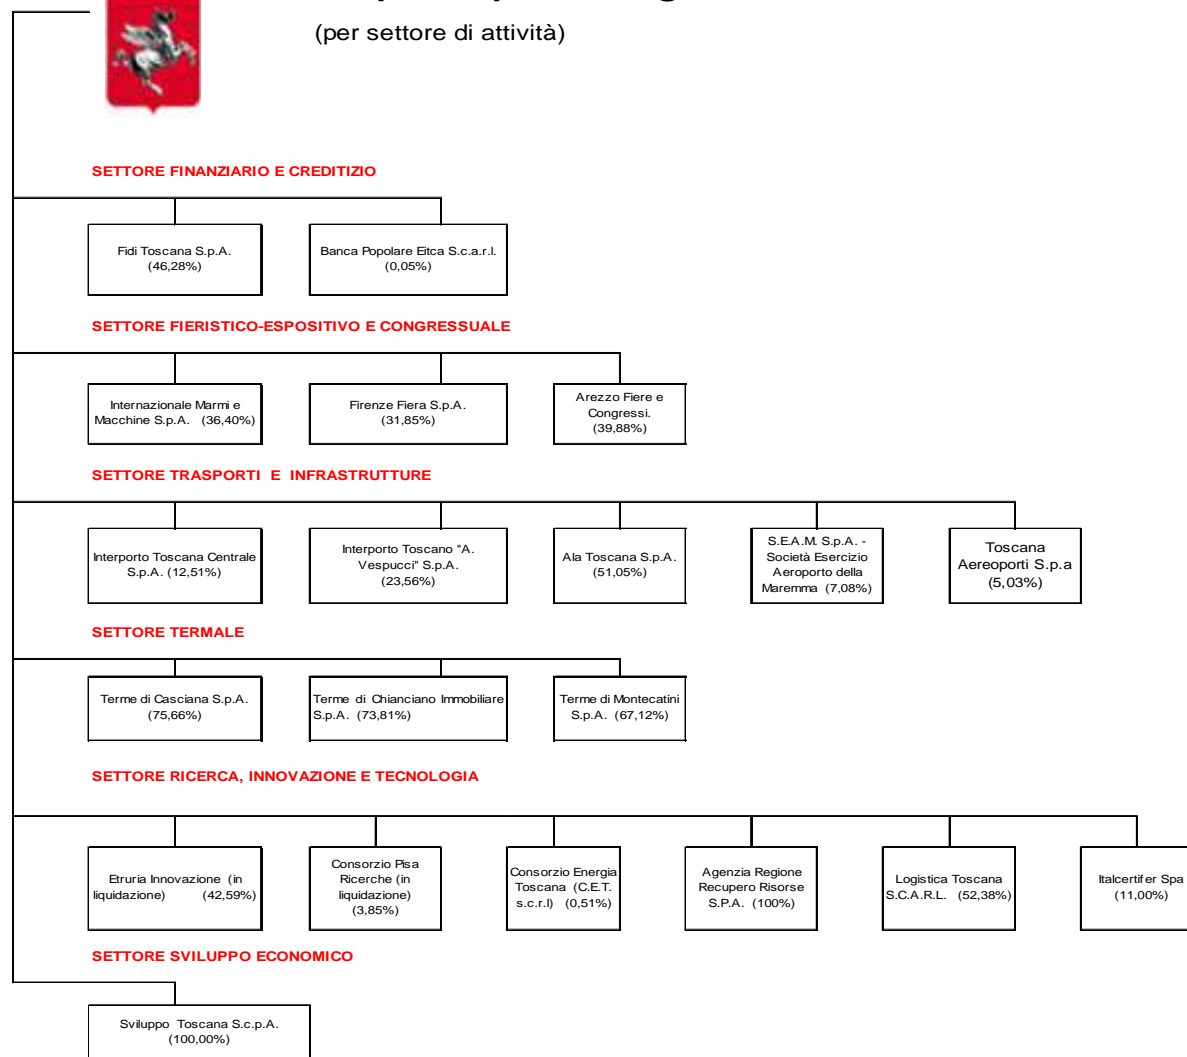 (per settore di attività)
SETTORE FINANZIARIO E CREDITIZIO
Fidi Toscana S.p.A.
(46,28%)
Banca Popolare Eitca S.c.a.r.l.
(0,05%)
SETTORE FIERISTICO-ESPOSITIVO E CONGRESSUALE
Internazionale Marmi e
Macchine S.p.A. (36,40%)
Firenze Fiera S.p.A.
(31,85%)
Arezzo Fiere e
Congressi.
(39,88%)
SETTORE TRASPORTI E INFRASTRUTTURE
Interporto Toscana Centrale
S.p.A. (12,51%)
Interporto Toscano "A.
Vespucci" S.p.A.
(23,56%)
Ala Toscana S.p.A.
(51,05%)
S.E.A.M. S.p.A. -
Società Esercizio
Aeroporto della
Maremma (7,08%)
Toscana
Aereoporti S.p.a
(5,03%)
SETTORE TERMALE
Terme di Casciana S.p.A.
(75,66%)
Terme di Chianciano Immobiliare
S.p.A. (73,81%)
Terme di Montecatini
S.p.A. (67,12%)
SETTORE RICERCA, INNOVAZIONE E TECNOLOGIA
Etruria Innovazione (in
liquidazione) (42,59%)
Consorzio Pisa
Ricerche (in
liquidazione)
(3,85%)
Consorzio Energia
Toscana (C.E.T.
s.c.r.l) (0,51%)
Agenzia Regione
Recupero Risorse
S.P.A. (100%)
Logistica Toscana
S.C.A.R.L. (52,38%)
Italcertifer Spa
(11,00%)
SETTORE SVILUPPO ECONOMICO
Sviluppo Toscana S.c.p.A.
(100,00%)